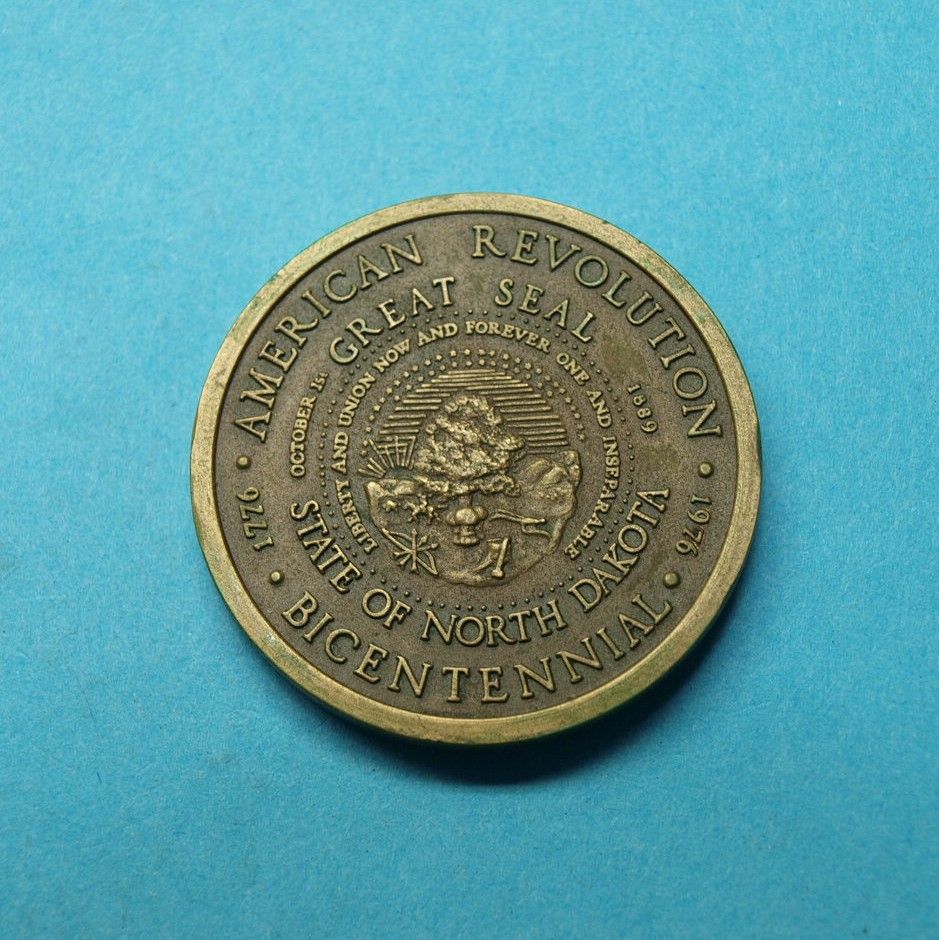 AMERICAN REVOLUTION
BICENTENNIAL
1776
1976
GREAT SEAL
STATE OF NORTH DAKOTA
OCTOBER 1ST
1889
LIBERTY AND UNION NOW AND FOREVER ONE AND INSEPARABLE